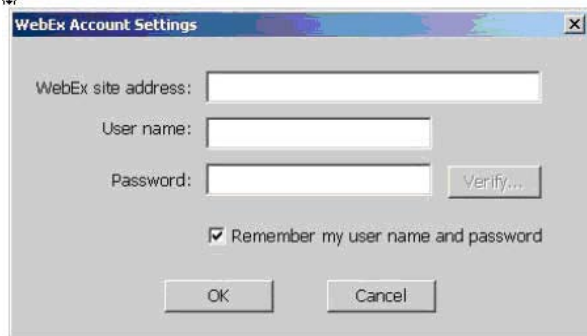 WebEx Account Settings
WebEx site address:
User name:
Password:
Verify...
Remember my user name and password
OK
Cancel